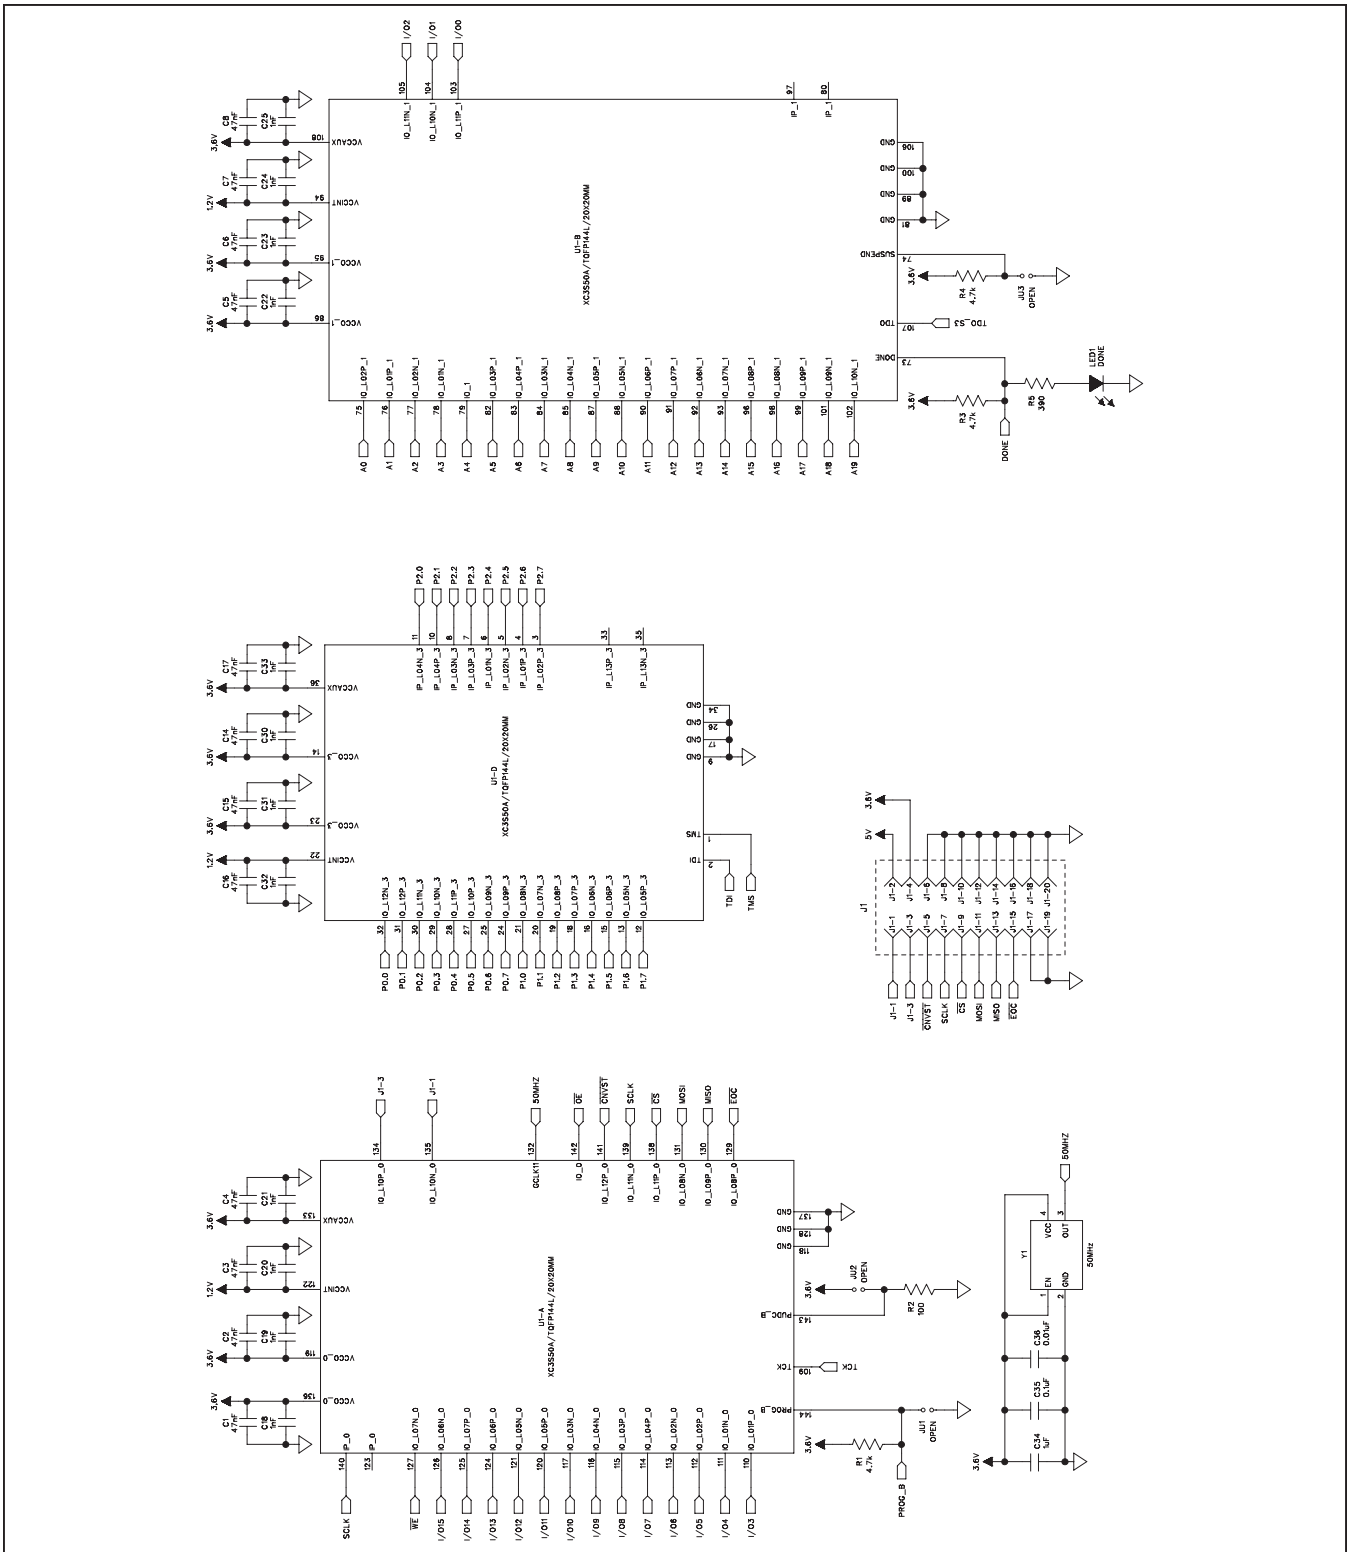 I/O2
I/O1
I/O0
105
104
103
97
80
IO_L11N_1
IO_L10N_1
IO_L11P_1
IP_1
IP_1
3.6V
C8
47nF
C25
1nF
108
VCCAUX
1.2V
C7
47nF
C24
1nF
94
VCCINT
3.6V
C6
47nF
C23
1nF
95
VCCO_1
3.6V
C5
47nF
C22
1nF
86
VCCO_1
U1-B
XC3S50A/TQFP144L/20X20MM
GND
106
GND
100
GND
89
GND
81
SUSPEND
74
3.6V
R4
4.7k
JU3
OPEN
TDO
107
TDO_S3
DONE
73
3.6V
R3
4.7k
DONE
R5
390
LED1
DONE
A0 75 IO_L02P_1
A1 76 IO_L01P_1
A2 77 IO_L02N_1
A3 78 IO_L01N_1
A4 79 IO_1
A5 82 IO_L03P_1
A6 83 IO_L04P_1
A7 84 IO_L03N_1
A8 85 IO_L04N_1
A9 87 IO_L05P_1
A10 88 IO_L05N_1
A11 90 IO_L06P_1
A12 91 IO_L07P_1
A13 92 IO_L06N_1
A14 93 IO_L07N_1
A15 96 IO_L08P_1
A16 98 IO_L08N_1
A17 99 IO_L09P_1
A18 101 IO_L09N_1
A19 102 IO_L10N_1
P2.0 11 IP_L04N_3
P2.1 10 IO_L04P_3
P2.2 8 IO_L03N_3
P2.3 7 IO_L03P_3
P2.4 6 IO_L01N_3
P2.5 5 IO_L02N_3
P2.6 4 IO_L01P_3
P2.7 3 IO_L02P_3
33 IP_L13P_3
35 IP_L13N_3
3.6V
C17
47nF
C33
1nF
36
VCCAUX
3.6V
C14
47nF
C30
1nF
14
VCCO_3
3.6V
C15
47nF
C31
1nF
23
VCCO_3
1.2V
C16
47nF
C32
1nF
22
VCCINT
U1-D
XC3S50A/TQFP144L/20X20MM
GND
34
GND
26
GND
17
GND
9
TMS
1
TDI
2
TDI
TMS
P0.0 32 IO_L12N_3
P0.1 31 IO_L12P_3
P0.2 30 IO_L11N_3
P0.3 29 IO_L10N_3
P0.4 28 IO_L11P_3
P0.5 27 IO_L10P_3
P0.6 25 IO_L09N_3
P0.7 24 IO_L09P_3
P1.0 21 IO_L08N_3
P1.1 20 IO_L07N_3
P1.2 19 IO_L08P_3
P1.3 18 IO_L07P_3
P1.4 16 IO_L06N_3
P1.5 15 IO_L06P_3
P1.6 13 IO_L05N_3
P1.7 12 IO_L05P_3
5V
3.6V
J1
J1-1 J1-1 J1-2
J1-3 J1-3 J1-4
CNVST J1-5 J1-6
SCLK J1-7 J1-8
CS J1-9 J1-10
MOSI J1-11 J1-12
MISO J1-13 J1-14
EOC J1-15 J1-16
J1-17 J1-18
J1-19 J1-20
J1-3 134 IO_L10P_0
J1-1 135 IO_L10N_0
50MHZ 132 GCLK11
OE 142 IO_0
CNVST 141 IO_L12P_0
SCLK 139 IO_L11N_0
CS 138 IO_L11P_0
MOSI 131 IO_L08N_0
MISO 130 IO_L09P_0
EOC 129 IO_L08P_0
3.6V
C4
47nF
C21
1nF
133
VCCAUX
1.2V
C3
47nF
C20
1nF
122
VCCINT
3.6V
C2
47nF
C19
1nF
119
VCCO_0
3.6V
C1
47nF
C18
1nF
136
VCCO_0
U1-A
XC3S50A/TQFP144L/20X20MM
GND
137
GND
128
GND
118
PUDC_B
143
3.6V
JU2
OPEN
R2
100
TCK
109
TCK
PROG_B
144
3.6V
R1
4.7k
PROG_B
JU1
OPEN
SCLK 140 IP_0
123 IP_0
WE 127 IO_L07N_0
I/O15 126 IO_L06N_0
I/O14 125 IO_L07P_0
I/O13 124 IO_L06P_0
I/O12 121 IO_L05N_0
I/O11 120 IO_L05P_0
I/O10 117 IO_L03N_0
I/O9 116 IO_L04N_0
I/O8 115 IO_L03P_0
I/O7 114 IO_L04P_0
I/O6 113 IO_L02N_0
I/O5 112 IO_L02P_0
I/O4 111 IO_L01N_0
I/O3 110 IO_L01P_0
50MHZ
4
VCC
3
OUT
Y1
50MHz
EN
1
GND
2
C36
0.01uF
C35
0.1uF
C34
1uF
3.6V